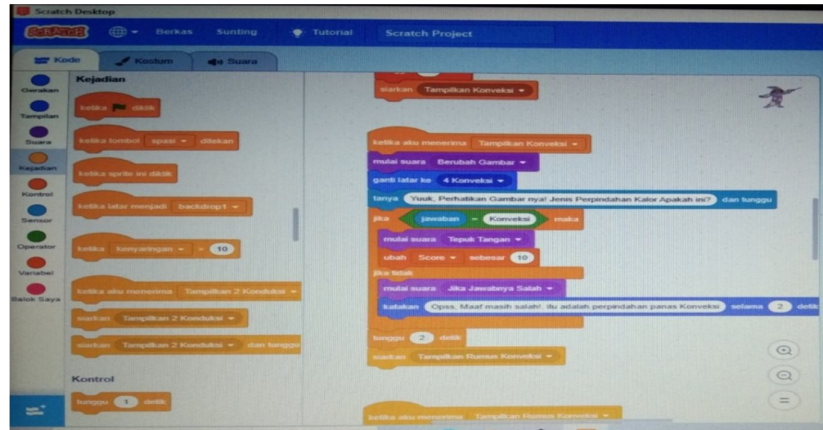 Scratch Desktop
SCRATCH Berkas Sunting Tutorial Scratch Project
Kode Kostum Suara
Gerakan
Tampilan
Suara
Kejadian
Kontrol
Sensor
Operator
Variabel
Balok Saya
Kejadian
ketika diklik
ketika tombol spasi ditekan
ketika sprite ini diklik
ketika latar menjadi backdrop1
ketika kenyaringan > 10
ketika aku menerima Tampilkan 2 Konduksi
siarkan Tampilkan 2 Konduksi
siarkan Tampilkan 2 Konduksi dan tunggu
Kontrol
tunggu 1 detik
siarkan Tampilkan Konveksi
ketika aku menerima Tampilkan Konveksi
mulai suara Berubah Gambar
ganti latar ke 4 Konveksi
tanya Yuuk, Perhatikan Gambar nya! Jenis Perpindahan Kalor Apakah ini? dan tunggu
jika jawaban = Konveksi maka
mulai suara Tepuk Tangan
ubah Score sebesar 10
jika tidak
mulai suara Jika Jawabnya Salah
katakan Opss, Maaf masih salah!. itu adalah perpindahan panas Konveksi selama 2 detik
tunggu 2 detik
siarkan Tampilkan Rumus Konveksi
ketika aku menerima Tampilkan Rumus Konveksi